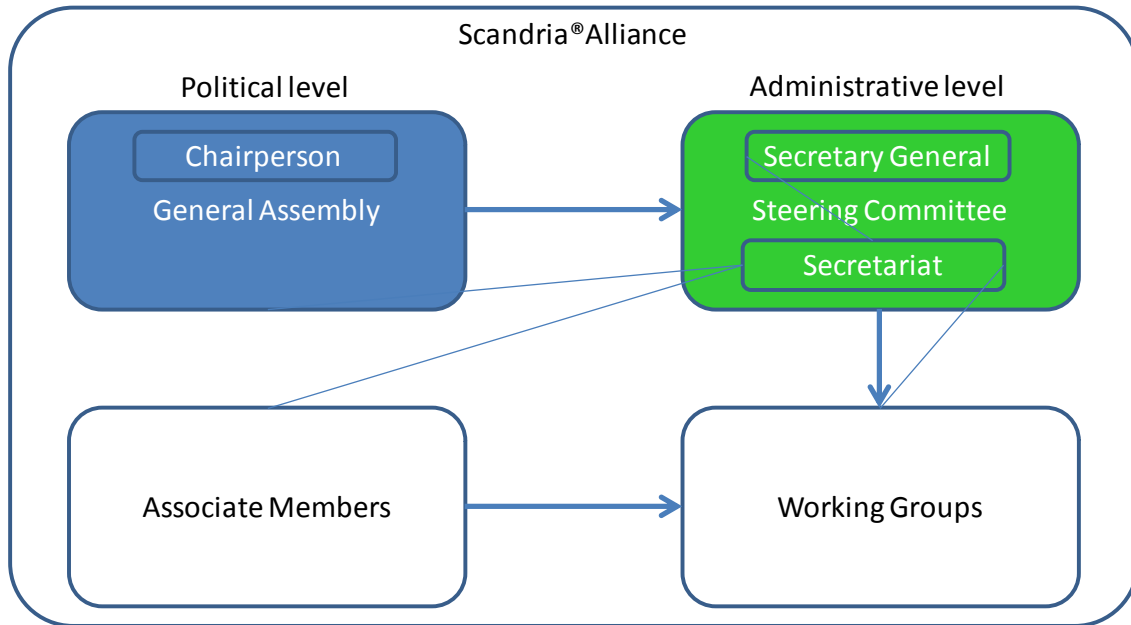 Scandria®Alliance
Political level
Administrative level
Chairperson
General Assembly
Secretary General
Steering Committee
Secretariat
Associate Members
Working Groups